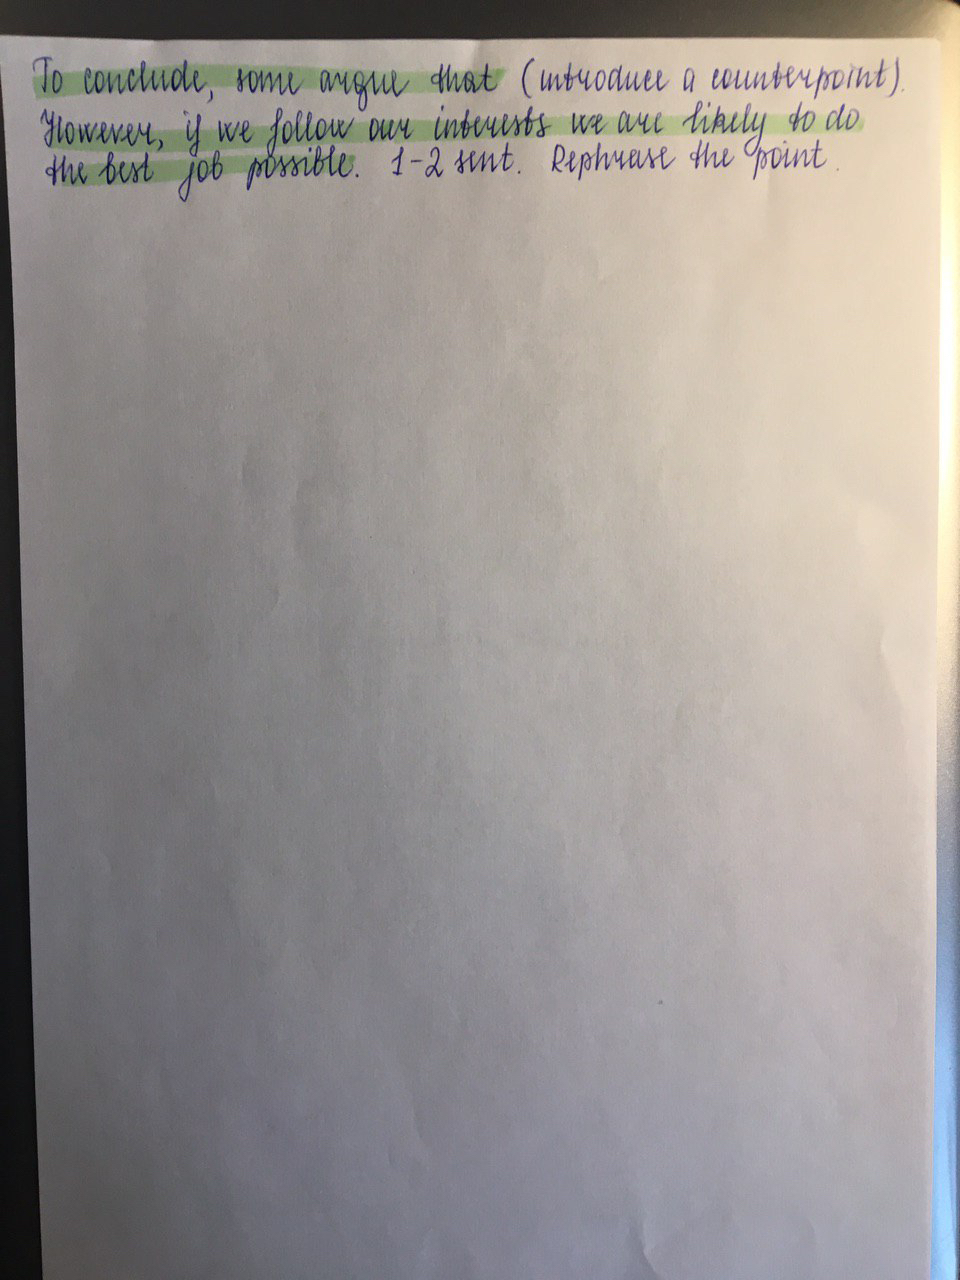 To conclude, some argue that (introduce a counterpoint).
However, if we follow our interests we are likely to do
the best job possible. 1-2 sent. Rephrase the point.